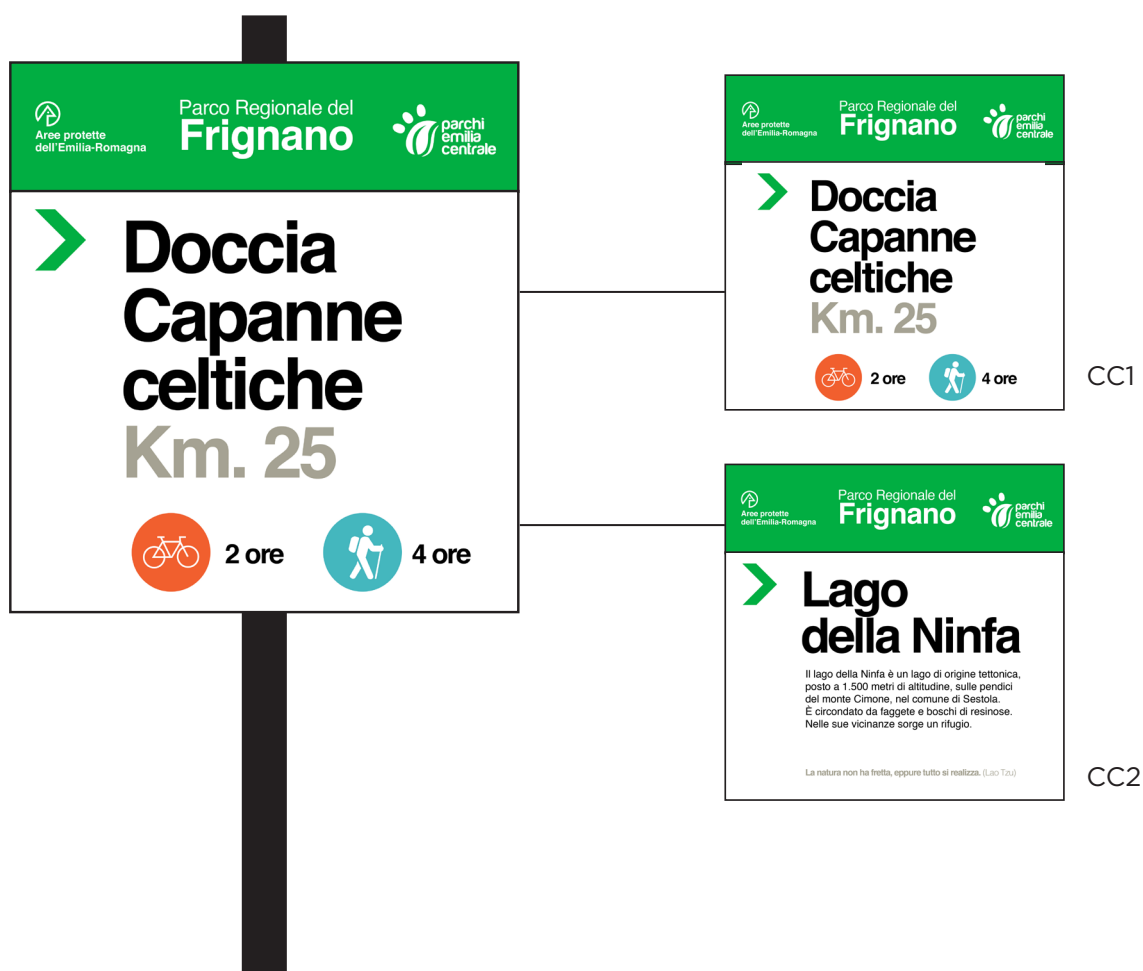 Aree protette
dell'Emilia-Romagna
Parco Regionale del
Frignano
parchi
emilia
centrale
Doccia
Capanne
celtiche
Km. 25
2 ore
4 ore
Aree protette
dell'Emilia-Romagna
Parco Regionale del
Frignano
parchi
emilia
centrale
Doccia
Capanne
celtiche
Km. 25
2 ore
4 ore
CC1
Aree protette
dell'Emilia-Romagna
Parco Regionale del
Frignano
parchi
emilia
centrale
Lago
della Ninfa
Il lago della Ninfa è un lago di origine tettonica,
posto a 1.500 metri di altitudine, sulle pendici
del monte Cimone, nel comune di Sestola.
È circondato da faggete e boschi di resinose.
Nelle sue vicinanze sorge un rifugio.
La natura non ha fretta, eppure tutto si realizza. (Lao Tzu)
CC2